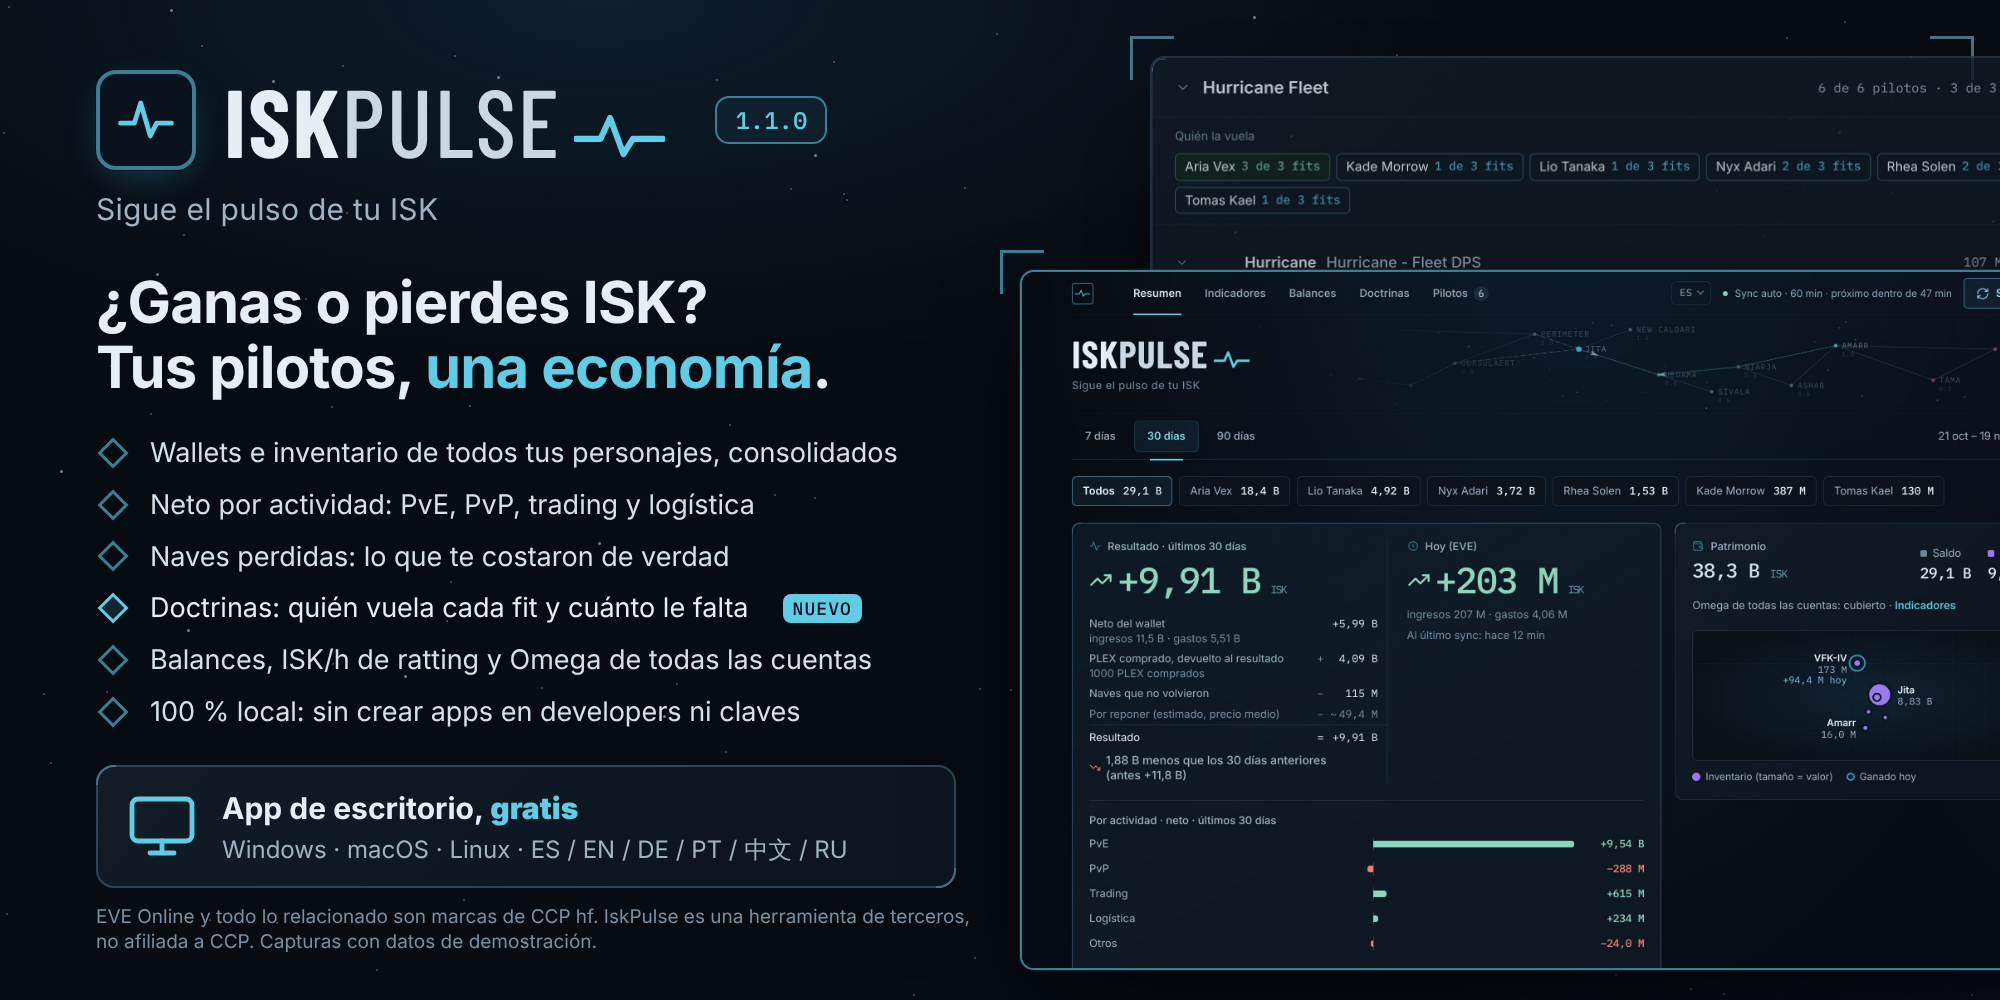 ISKPULSE
1.1.0
Sigue el pulso de tu ISK
¿Ganas o pierdes ISK?
Tus pilotos, una economía.
Wallets e inventario de todos tus personajes, consolidados
Neto por actividad: PvE, PvP, trading y logística
Naves perdidas: lo que te costaron de verdad
Doctrinas: quién vuela cada fit y cuánto le falta NUEVO
Balances, ISK/h de ratting y Omega de todas las cuentas
100 % local: sin crear apps en developers ni claves
App de escritorio, gratis
Windows · macOS · Linux · ES / EN / DE / PT / 中文 / RU
EVE Online y todo lo relacionado son marcas de CCP hf. IskPulse es una herramienta de terceros,
no afiliada a CCP. Capturas con datos de demostración.
Hurricane Fleet 6 de 6 pilotos · 3 de 3
Quién la vuela
Aria Vex 3 de 3 fits Kade Morrow 1 de 3 fits Lio Tanaka 1 de 3 fits Nyx Adari 2 de 3 fits Rhea Solen 2 de
Tomas Kael 1 de 3 fits
Hurricane Hurricane - Fleet DPS 107
Resumen Indicadores Balances Doctrinas Pilotos 6 ES Sync auto · 60 min · próximo dentro de 47 min
PERIMETER NEW CALDARI
JITA AMARR
ISKPULSE
NIARJA
TAMA
ASHAB
SIVALA
Sigue el pulso de tu ISK
7 días 30 días 90 días 21 oct – 19
Todos 29,1 B Aria Vex 18,4 B Lio Tanaka 4,92 B Nyx Adari 3,72 B Rhea Solen 1,53 B Kade Morrow 387 M Tomas Kael 130 M
Resultado · últimos 30 días
+9,91 B ISK
Neto del wallet +5,99 B
ingresos 11,5 B · gastos 5,51 B
PLEX comprado, devuelto al resultado + 4,09 B
1000 PLEX comprados
Naves que no volvieron − 115 M
Por reponer (estimado, precio medio) − ~49,4 M
Resultado = +9,91 B
1,88 B menos que los 30 días anteriores
(antes +11,8 B)
Hoy (EVE)
+203 M ISK
ingresos 207 M · gastos 4,06 M
Al último sync: hace 12 min
Por actividad · neto · últimos 30 días
PvE +9,54 B
PvP −288 M
Trading +615 M
Logística +234 M
Otros −24,0 M
Patrimonio
38,3 B ISK
Saldo
29,1 B 9,
Omega de todas las cuentas: cubierto · Indicadores
VFK-IV
173 M
+94,4 M hoy
Jita
8,83 B
Amarr
16,0 M
Inventario (tamaño = valor) Ganado hoy